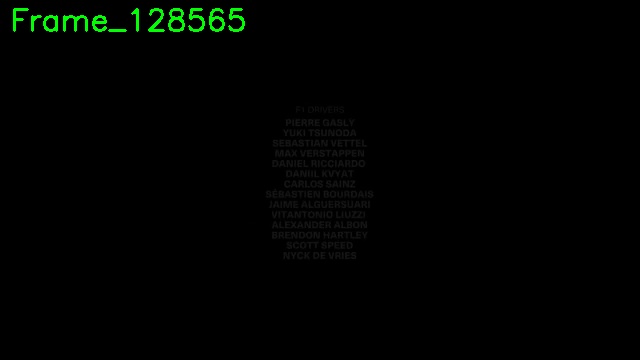 Frame_128565
F1 DRIVERS
PIERRE GASLY
YUKI TSUNODA
SEBASTIAN VETTEL
MAX VERSTAPPEN
DANIEL RICCIARDO
DANIIL KVYAT
CARLOS SAINZ
SÉBASTIEN BOURDAIS
JAIME ALGUERSUARI
VITANTONIO LIUZZI
ALEXANDER ALBON
BRENDON HARTLEY
SCOTT SPEED
NYCK DE VRIES